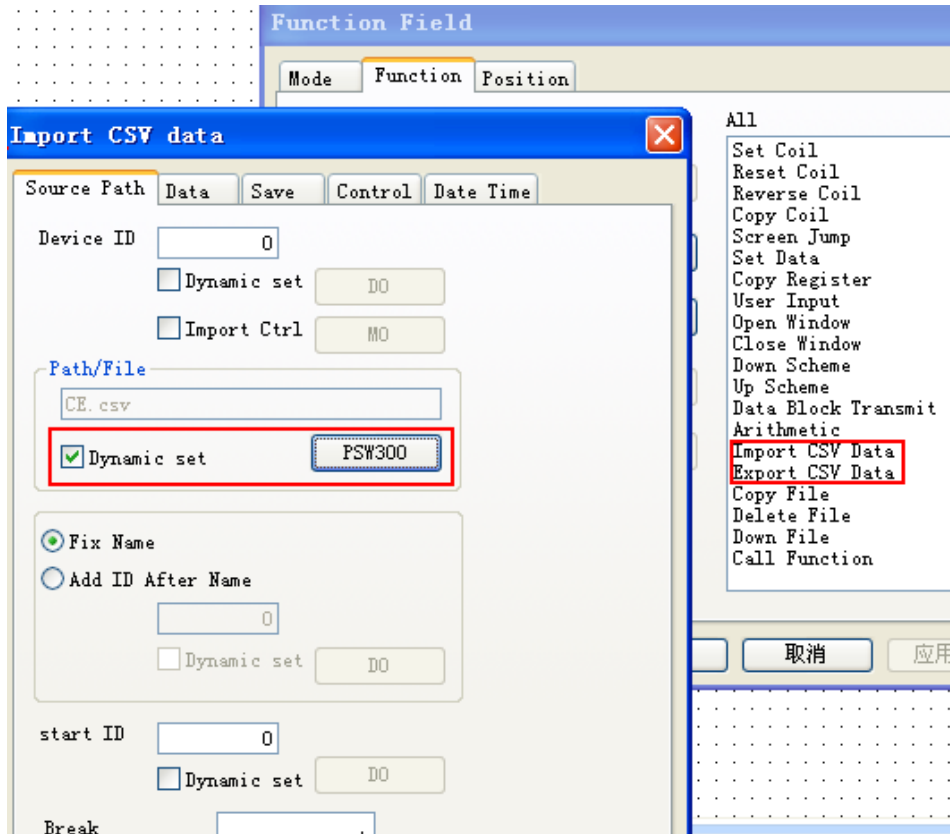 Function Field
Mode
Function
Position
All
Set Coil
Reset Coil
Reverse Coil
Copy Coil
Screen Jump
Set Data
Copy Register
User Input
Open Window
Close Window
Down Scheme
Up Scheme
Data Block Transmit
Arithmetic
Import CSV Data
Export CSV Data
Copy File
Delete File
Down File
Call Function
取消
应用
Import CSV data
Source Path
Data
Save
Control
Date Time
Device ID
0
Dynamic set
D0
Import Ctrl
M0
Path/File
CE.csv
Dynamic set
PSW300
Fix Name
Add ID After Name
0
Dynamic set
D0
start ID
0
Dynamic set
D0
Break